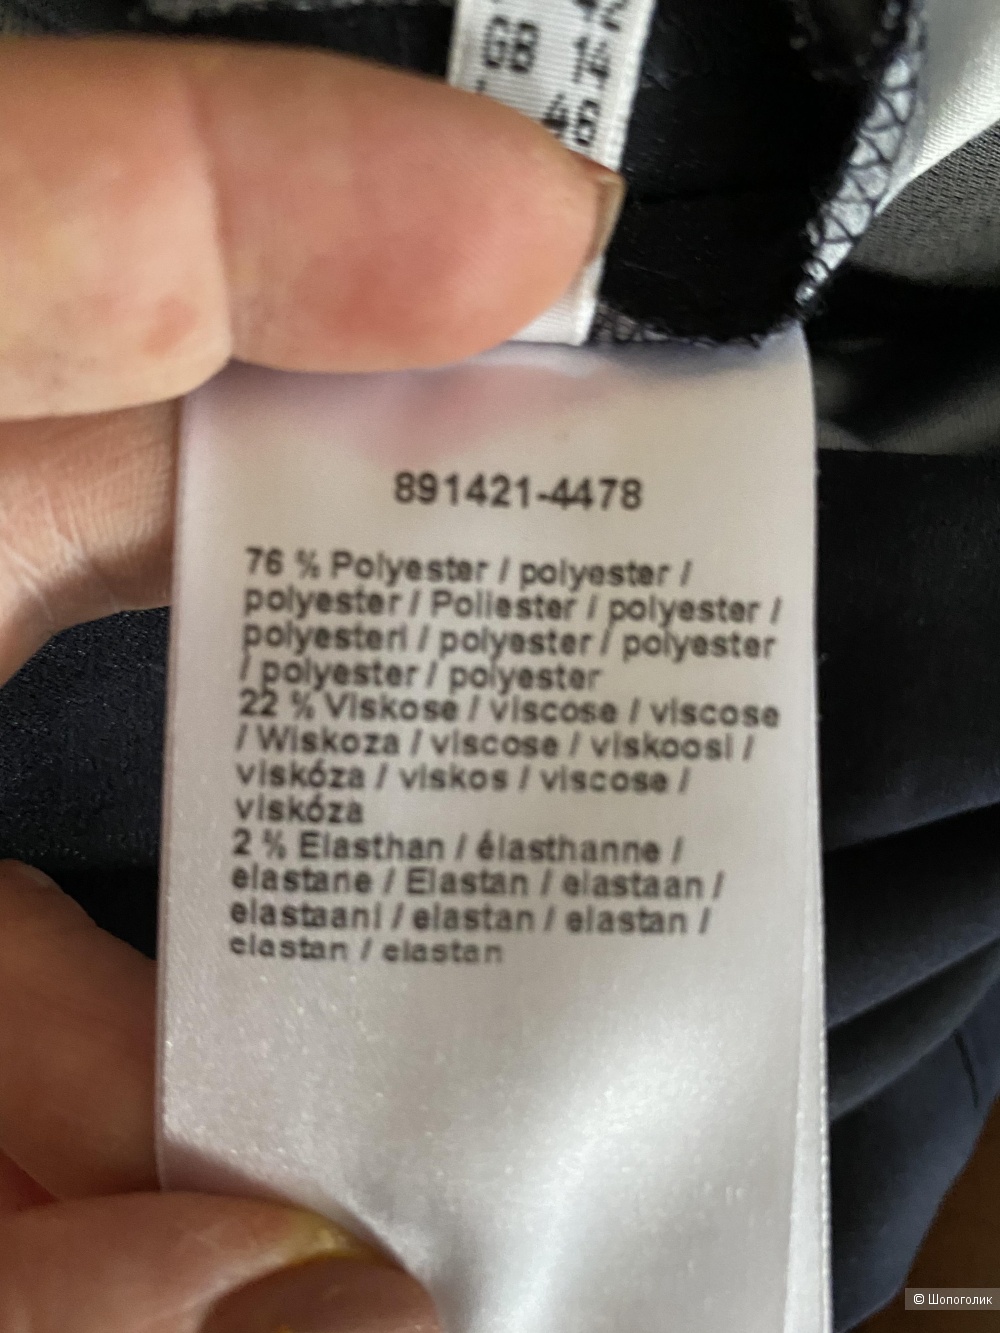 GB
46
891421-4478
76 % Polyester / polyester /
polyester / Poliester / polyester /
polyesteri / polyester / polyester
/ polyester / polyester
22 % Viskose / viscose / viscose
/ Wiskoza / viscose / viskoosi /
viskóza / viskos / viscose /
viskóza
2 % Elasthan / élasthanne /
elastane / Elastan / elastaan /
elastaani / elastan / elastan /
elastan / elastan
© Шопоголик